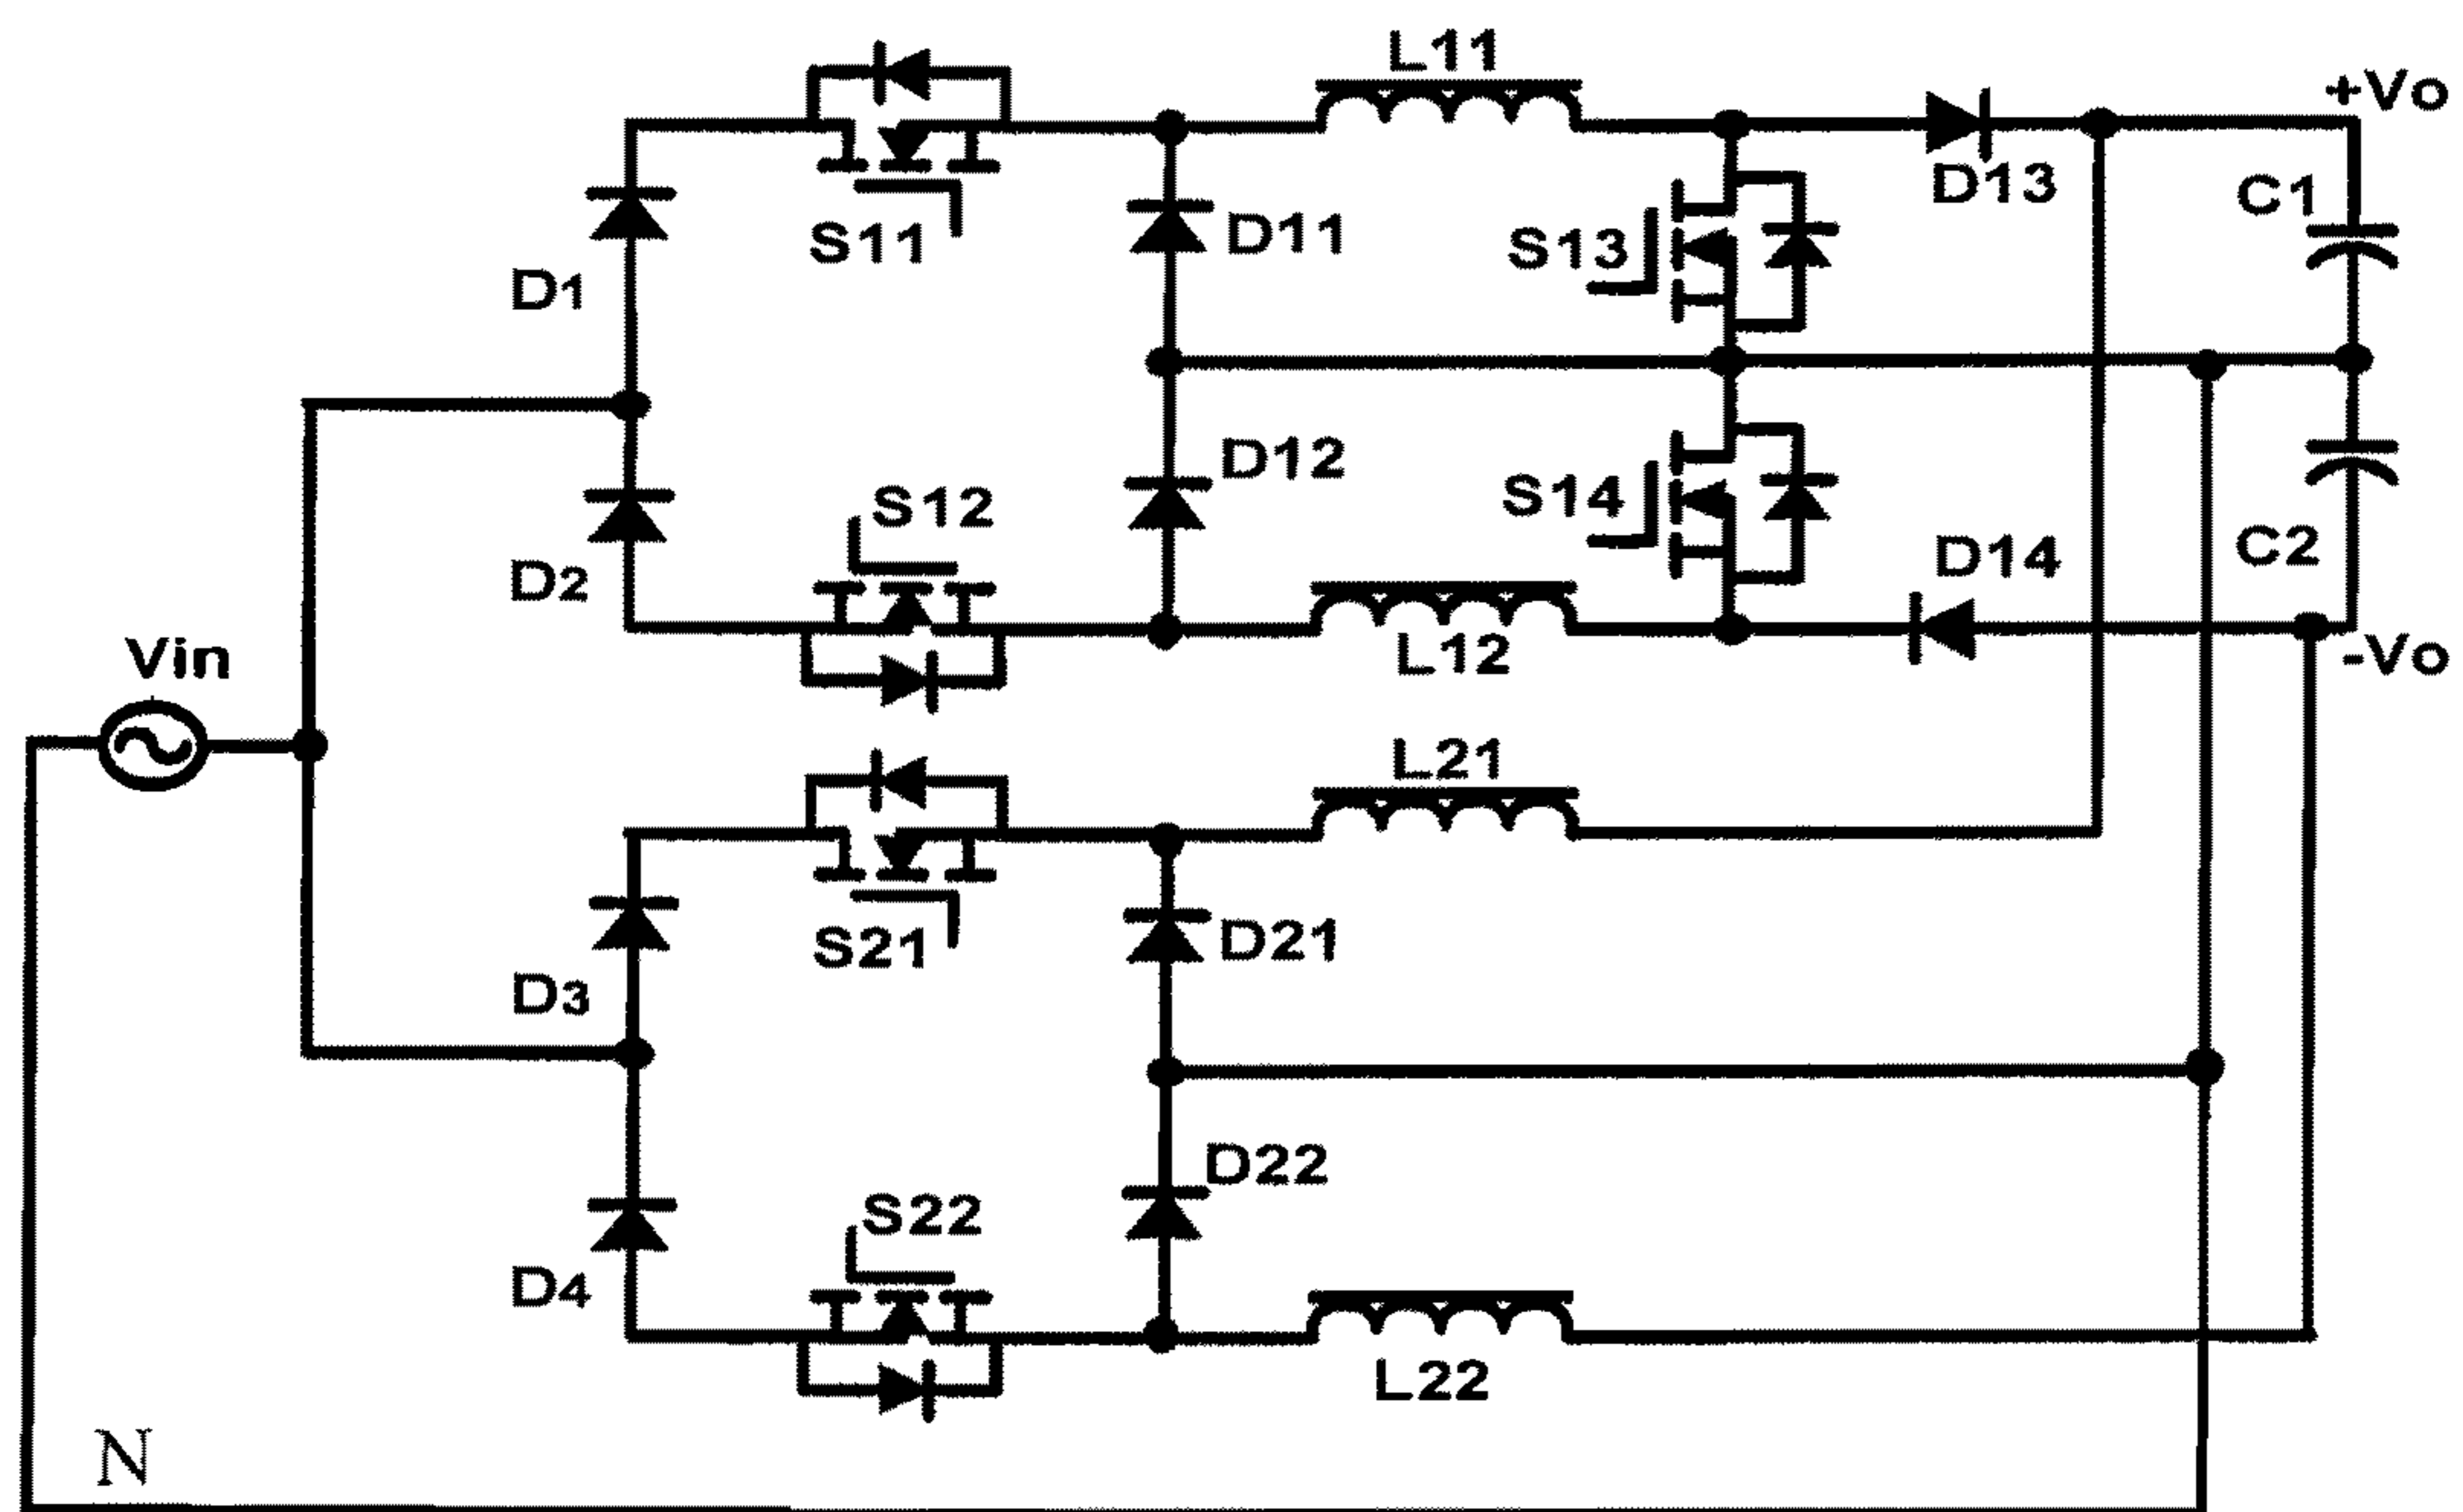 L11
+Vo
D13
C1
S11
D11
S13
D1
D12
S14
S12
D14
C2
D2
L12
-Vo
Vin
L21
S21
D21
D3
D22
S22
D4
L22
N